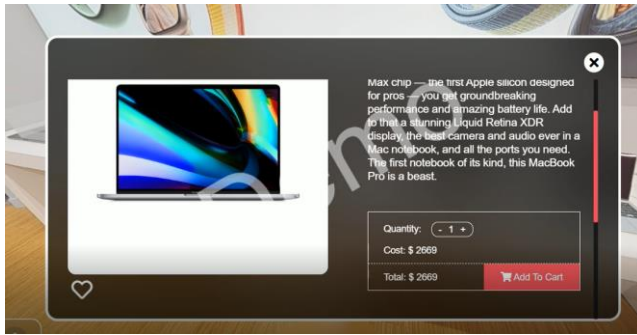 Max chip — the first Apple silicon designed
for pros — you get groundbreaking
performance and amazing battery life. Add
to that a stunning Liquid Retina XDR
display, the best camera and audio ever in a
Mac notebook, and all the ports you need.
The first notebook of its kind, this MacBook
Pro is a beast.
Demo
Quantity: - 1 +
Cost: $ 2669
Total: $ 2669 Add To Cart